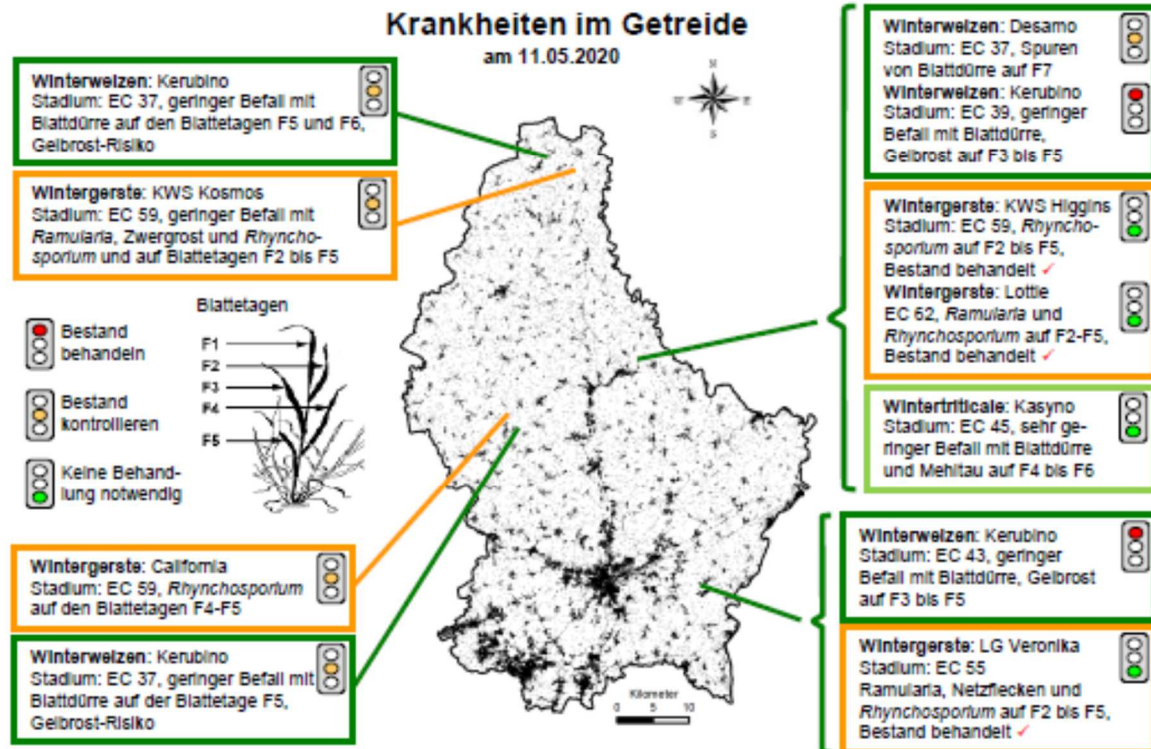 Krankheiten im Getreide
am 11.05.2020
Winterweizen: Kerubino
Stadium: EC 37, geringer Befall mit
Blattdürre auf den Blattetagen F5 und F6,
Gelbrost-Risiko
Wintergerste: KWS Kosmos
Stadium: EC 59, geringer Befall mit
Ramularia, Zwergrost und Rhyncho-
sporium und auf Blattetagen F2 bis F5
Blattetagen
F1
F2
F3
F4
F5
Bestand
behandeln
Bestand
kontrollieren
Keine Behand-
lung notwendig
Wintergerste: California
Stadium: EC 59, Rhynchosporium
auf den Blattetagen F4-F5
Winterweizen: Kerubino
Stadium: EC 37, geringer Befall mit
Blattdürre auf der Blattetage F5,
Gelbrost-Risiko
N
W
E
S
Kilometer
0 5 10
Winterweizen: Desamo
Stadium: EC 37, Spuren
von Blattdürre auf F7
Winterweizen: Kerubino
Stadium: EC 39, geringer
Befall mit Blattdürre,
Gelbrost auf F3 bis F5
Wintergerste: KWS Higgins
Stadium: EC 59, Rhyncho-
sporium auf F2 bis F5,
Bestand behandelt ✓
Wintergerste: Lottie
EC 62, Ramularia und
Rhynchosporium auf F2-F5,
Bestand behandelt ✓
Wintertriticale: Kasyno
Stadium: EC 45, sehr ge-
ringer Befall mit Blattdürre
und Mehltau auf F4 bis F6
Winterweizen: Kerubino
Stadium: EC 43, geringer
Befall mit Blattdürre, Gelbrost
auf F3 bis F5
Wintergerste: LG Veronika
Stadium: EC 55
Ramularia, Netzflecken und
Rhynchosporium auf F2 bis F5,
Bestand behandelt ✓